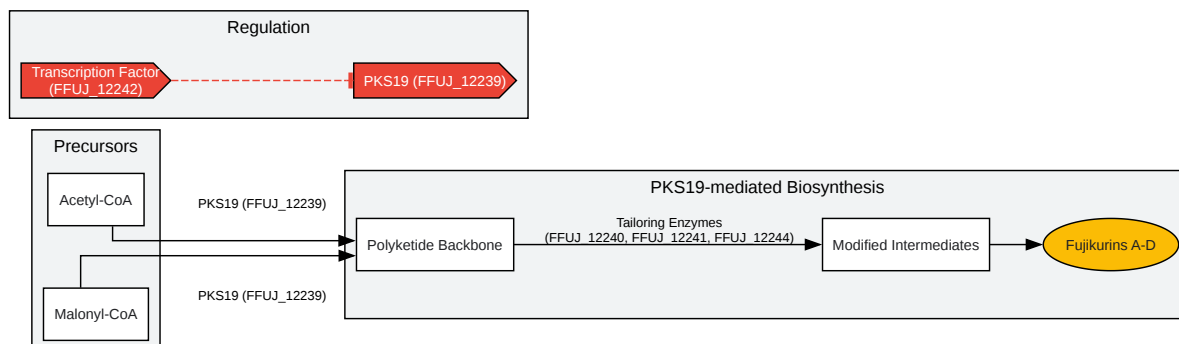 Regulation
Transcription Factor
(FFUJ_12242)
PKS19 (FFUJ_12239)
Precursors
Acetyl-CoA
Malonyl-CoA
PKS19 (FFUJ_12239)
PKS19 (FFUJ_12239)
PKS19-mediated Biosynthesis
Polyketide Backbone
Tailoring Enzymes
(FFUJ_12240, FFUJ_12241, FFUJ_12244)
Modified Intermediates
Fujikurins A-D